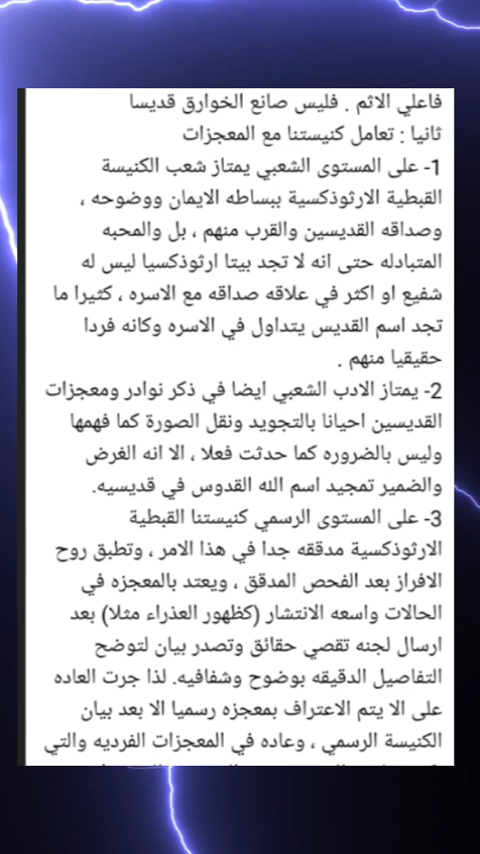 فاعلي الاثم . فليس صانع الخوارق قديسا
ثانيا : تعامل كنيستنا مع المعجزات
1- على المستوى الشعبي يمتاز شعب الكنيسة
القبطية الارثوذكسية ببساطه الايمان ووضوحه ،
وصداقه القديسين والقرب منهم ، بل والمحبه
المتبادله حتى انه لا تجد بيتا ارثوذكسيا ليس له
شفيع او اكثر في علاقه صداقه مع الاسره ، كثيرا ما
تجد اسم القديس يتداول في الاسره وكانه فردا
حقيقيا منهم .
2- يمتاز الادب الشعبي ايضا في ذكر نوادر ومعجزات
القديسين احيانا بالتجويد ونقل الصورة كما فهمها
وليس بالضروره كما حدثت فعلا ، الا انه الغرض
والضمير تمجيد اسم الله القدوس في قديسيه.
3- على المستوى الرسمي كنيستنا القبطية
الارثوذكسية مدققه جدا في هذا الامر ، وتطبق روح
الافراز بعد الفحص المدقق ، ويعتد بالمعجزه في
الحالات واسعه الانتشار (كظهور العذراء مثلا) بعد
ارسال لجنه تقصي حقائق وتصدر بيان لتوضح
التفاصيل الدقيقه بوضوح وشفافيه. لذا جرت العاده
على الا يتم الاعتراف بمعجزه رسميا الا بعد بيان
الكنيسة الرسمي ، وعاده في المعجزات الفرديه والتي